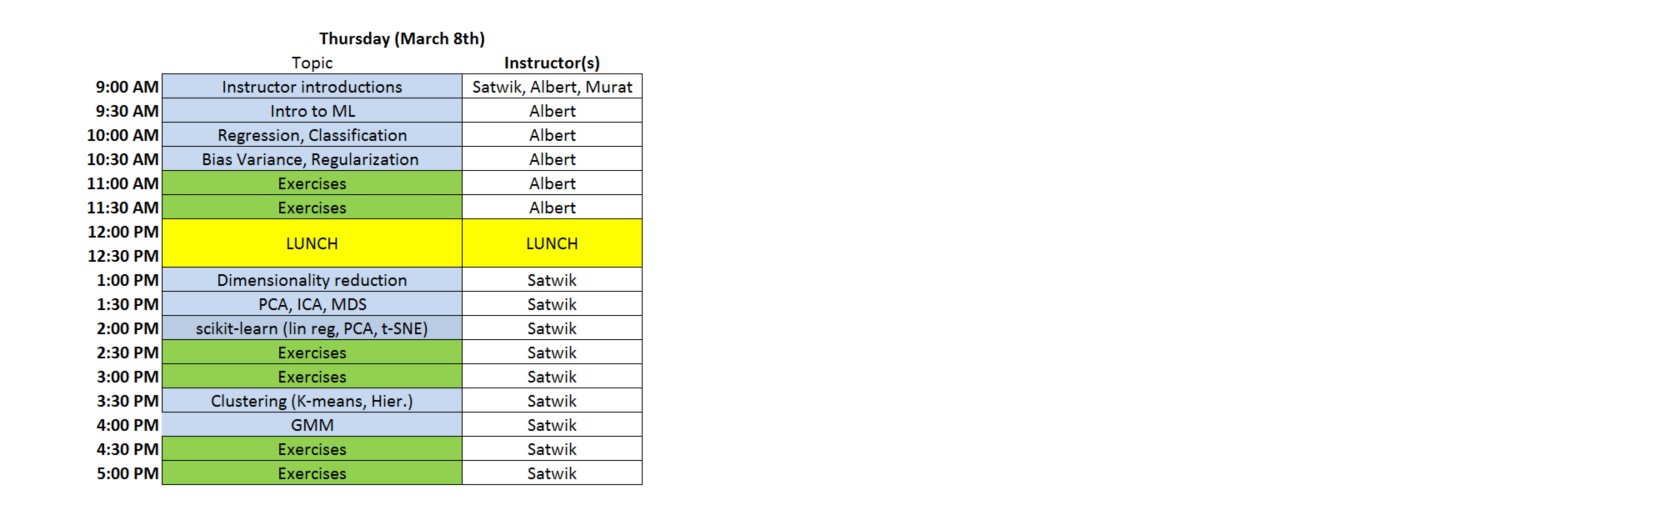 Thursday (March 8th)
Topic Instructor(s)
9:00 AM Instructor introductions Satwik, Albert, Murat
9:30 AM Intro to ML Albert
10:00 AM Regression, Classification Albert
10:30 AM Bias Variance, Regularization Albert
11:00 AM Exercises Albert
11:30 AM Exercises Albert
12:00 PM
LUNCH LUNCH
12:30 PM
1:00 PM Dimensionality reduction Satwik
1:30 PM PCA, ICA, MDS Satwik
2:00 PM scikit-learn (lin reg, PCA, t-SNE) Satwik
2:30 PM Exercises Satwik
3:00 PM Exercises Satwik
3:30 PM Clustering (K-means, Hier.) Satwik
4:00 PM GMM Satwik
4:30 PM Exercises Satwik
5:00 PM Exercises Satwik